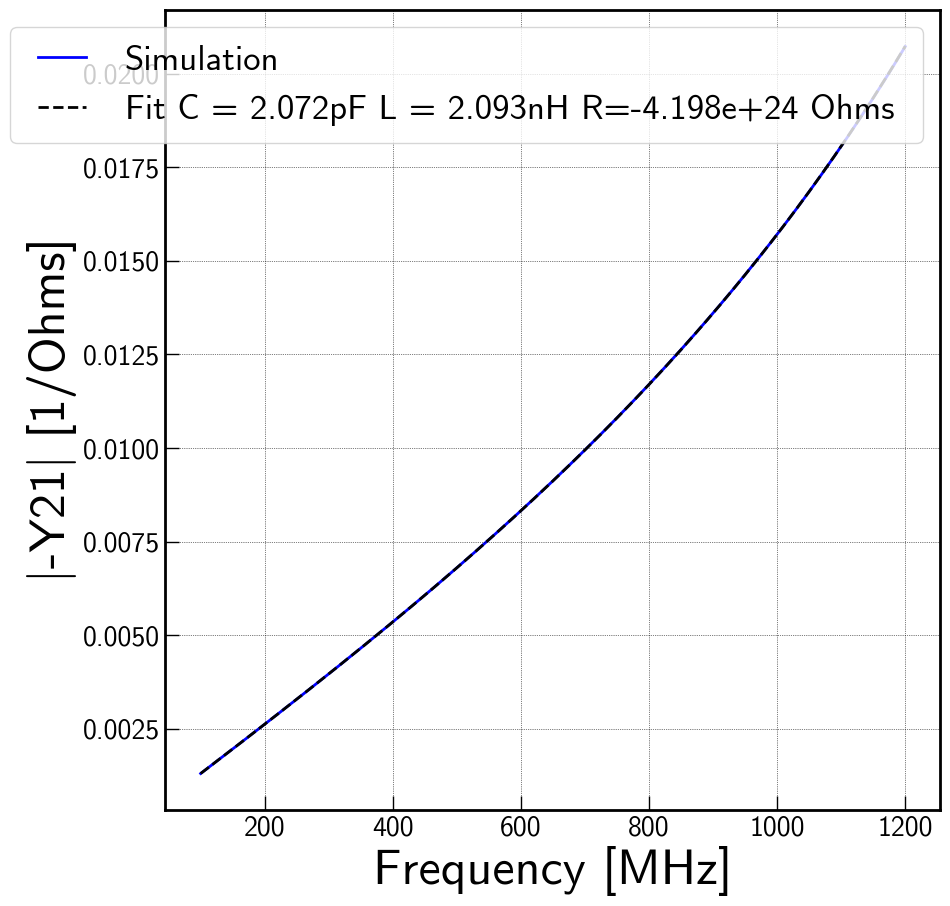 Simulation
Fit C = 2.072pF L = 2.093nH R=-4.198e+24 Ohms
0.0200
0.0175
0.0150
0.0125
0.0100
0.0075
0.0050
0.0025
|-Y21| [1/Ohms]
200 400 600 800 1000 1200
Frequency [MHz]